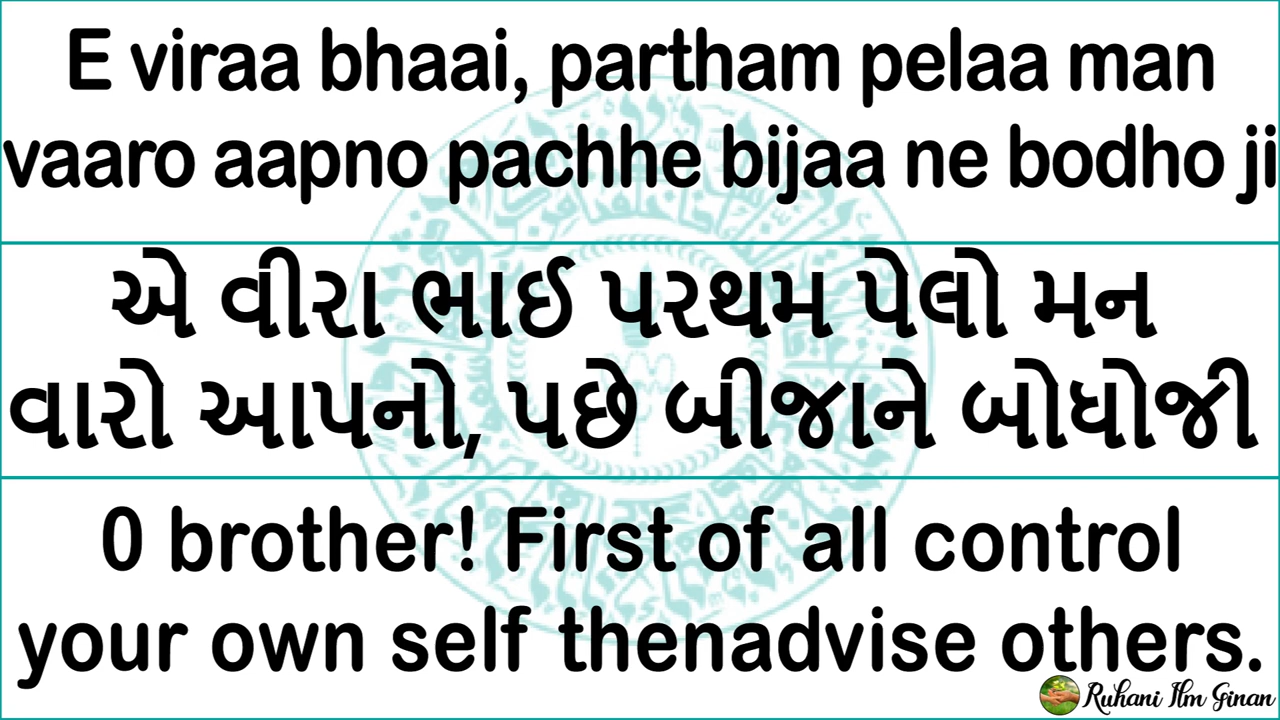 E viraa bhaai, partham pelaa man
vaaro aapno pachhe bijaa ne bodho ji
એ વીરા ભાઈ પરથમ પેલો મન
વારો આપનો, પછે બીજાને બોધોજી
0 brother! First of all control
your own self thenadvise others.
Ruhani Ilm Ginan